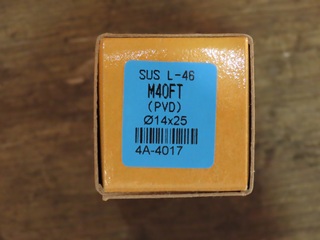 SUS L-46
M40FT
(PVD)
Ø14x25
4A-4017